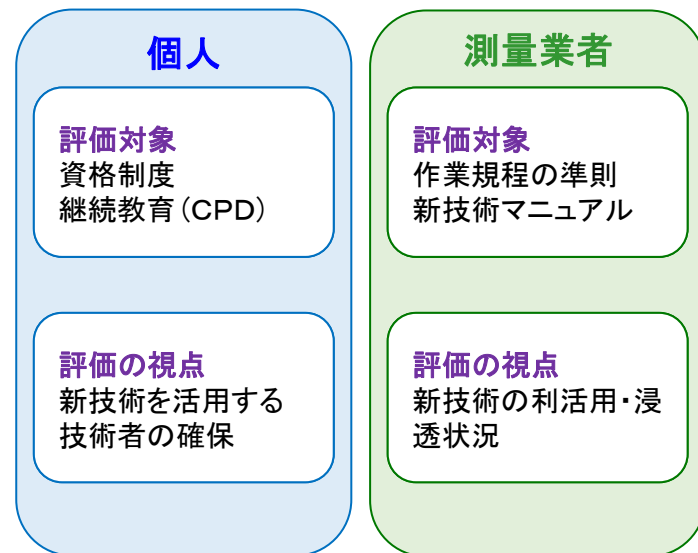 個人
評価対象
資格制度
継続教育（CPD）
評価の視点
新技術を活用する
技術者の確保
測量業者
評価対象
作業規程の準則
新技術マニュアル
評価の視点
新技術の利活用・浸
透状況